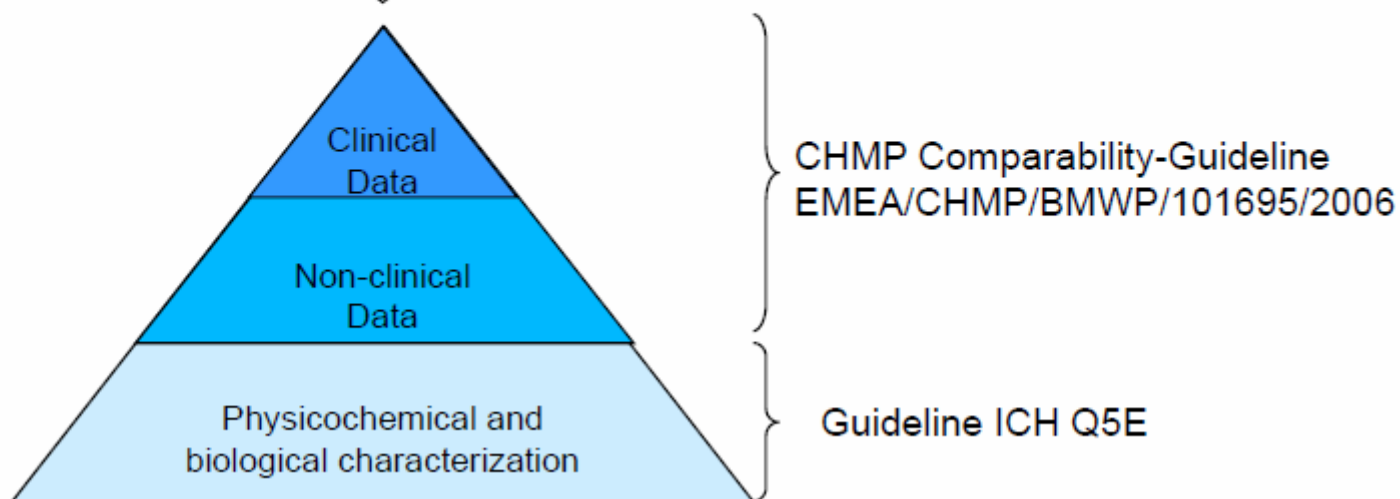 Clinical
Data
CHMP Comparability-Guideline
EMEA/CHMP/BMWP/101695/2006
Non-clinical
Data
Physicochemical and
biological characterization
Guideline ICH Q5E